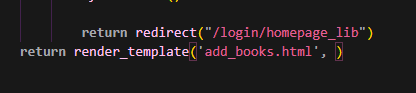 return redirect("/login/homepage_lib")
return render_template('add_books.html', )